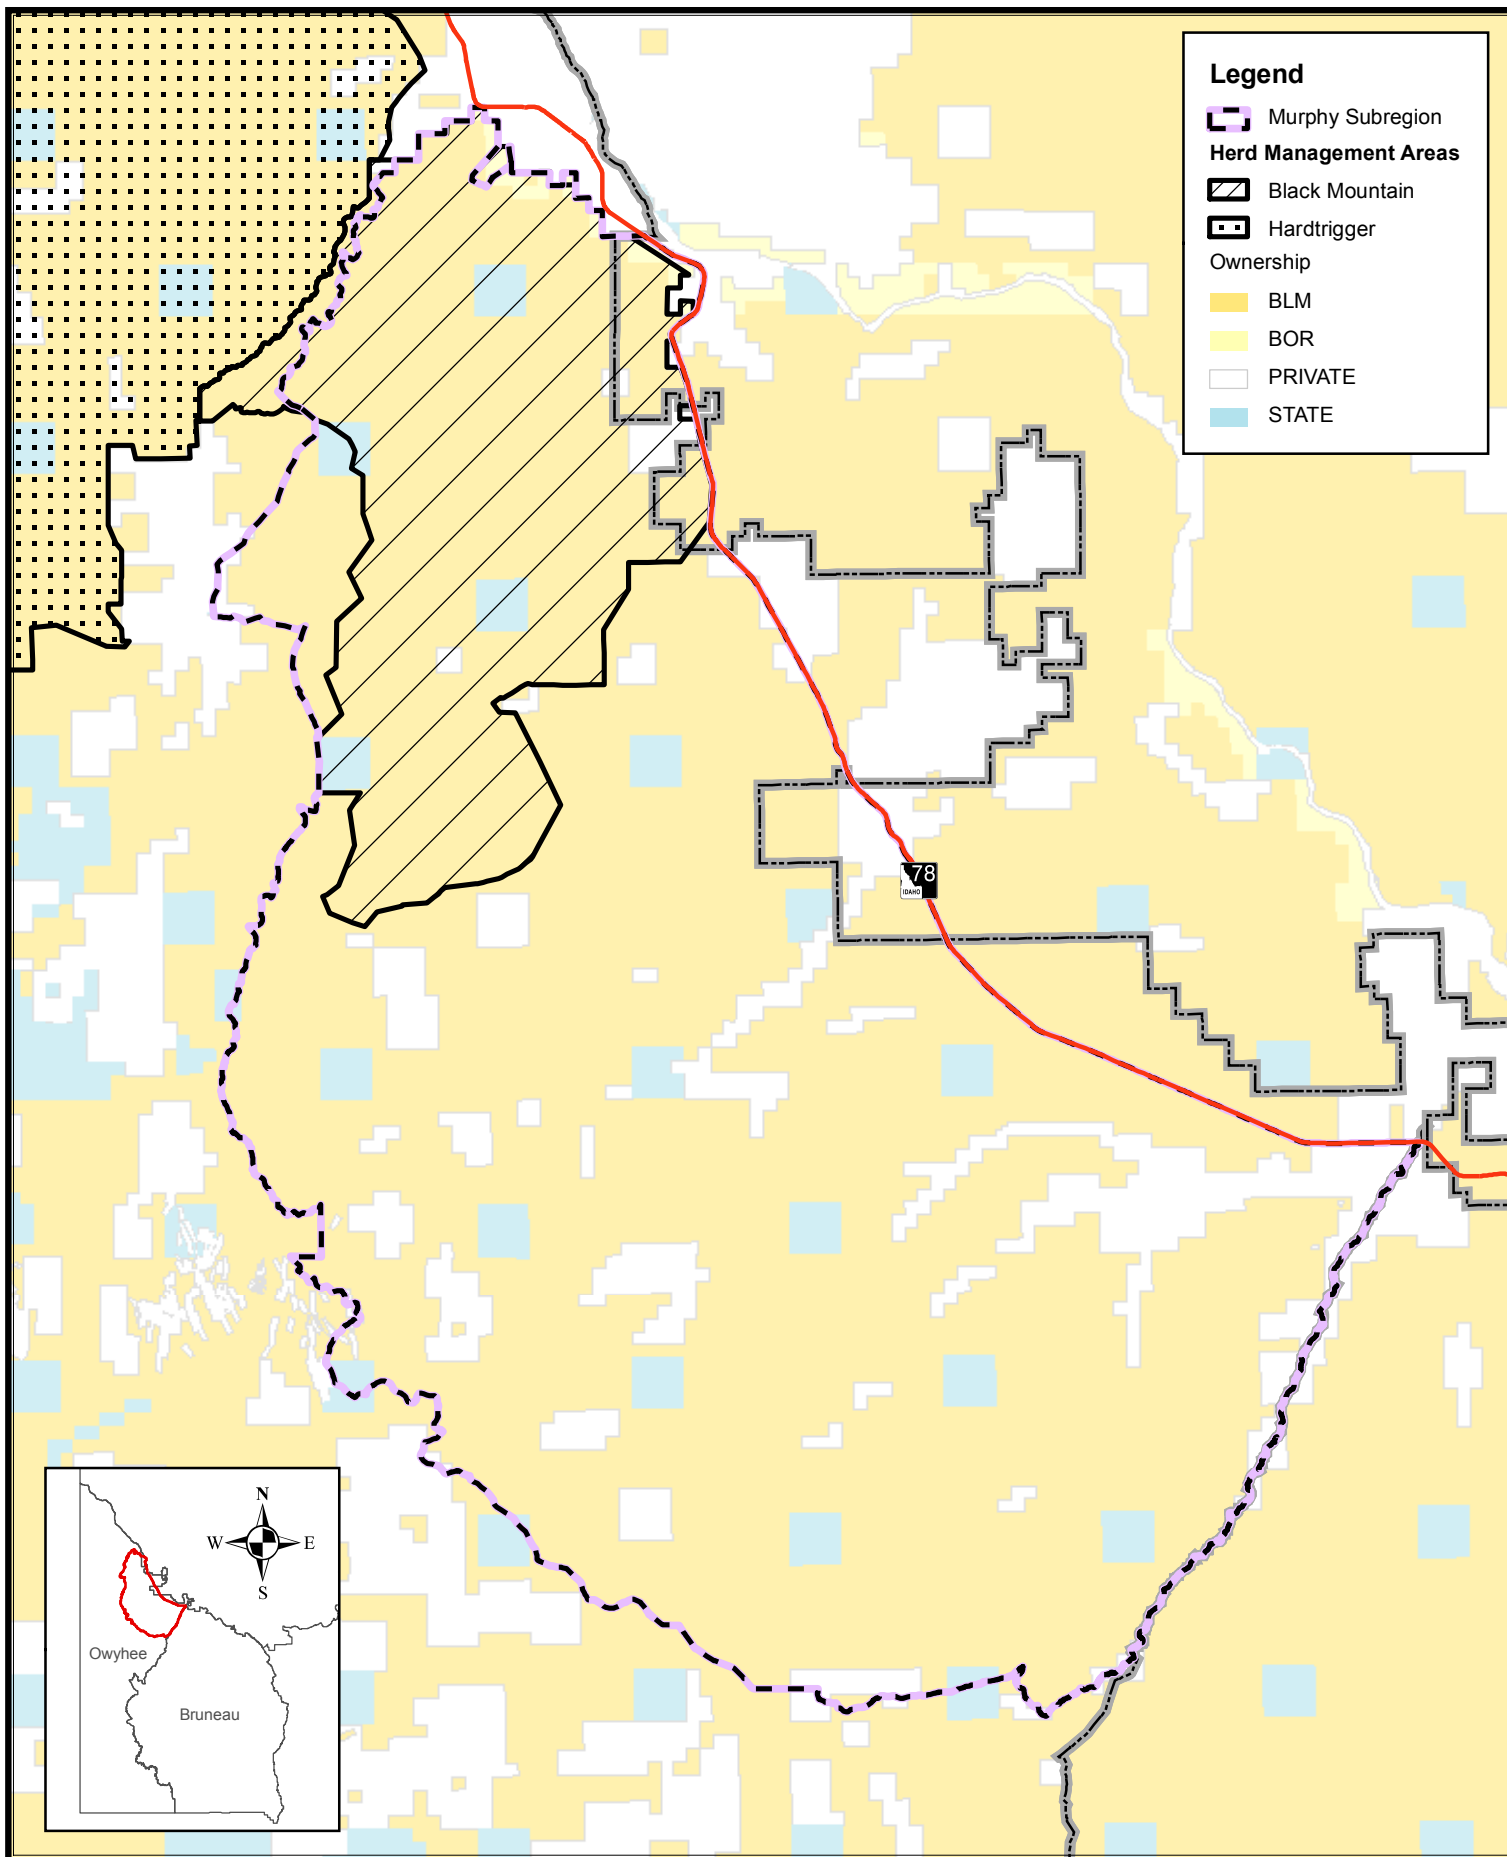 Legend
Murphy Subregion
Herd Management Areas
Black Mountain
Hardtrigger
Ownership
BLM
BOR
PRIVATE
STATE
78
IDAHO
N
W E
S
Owyhee
Bruneau